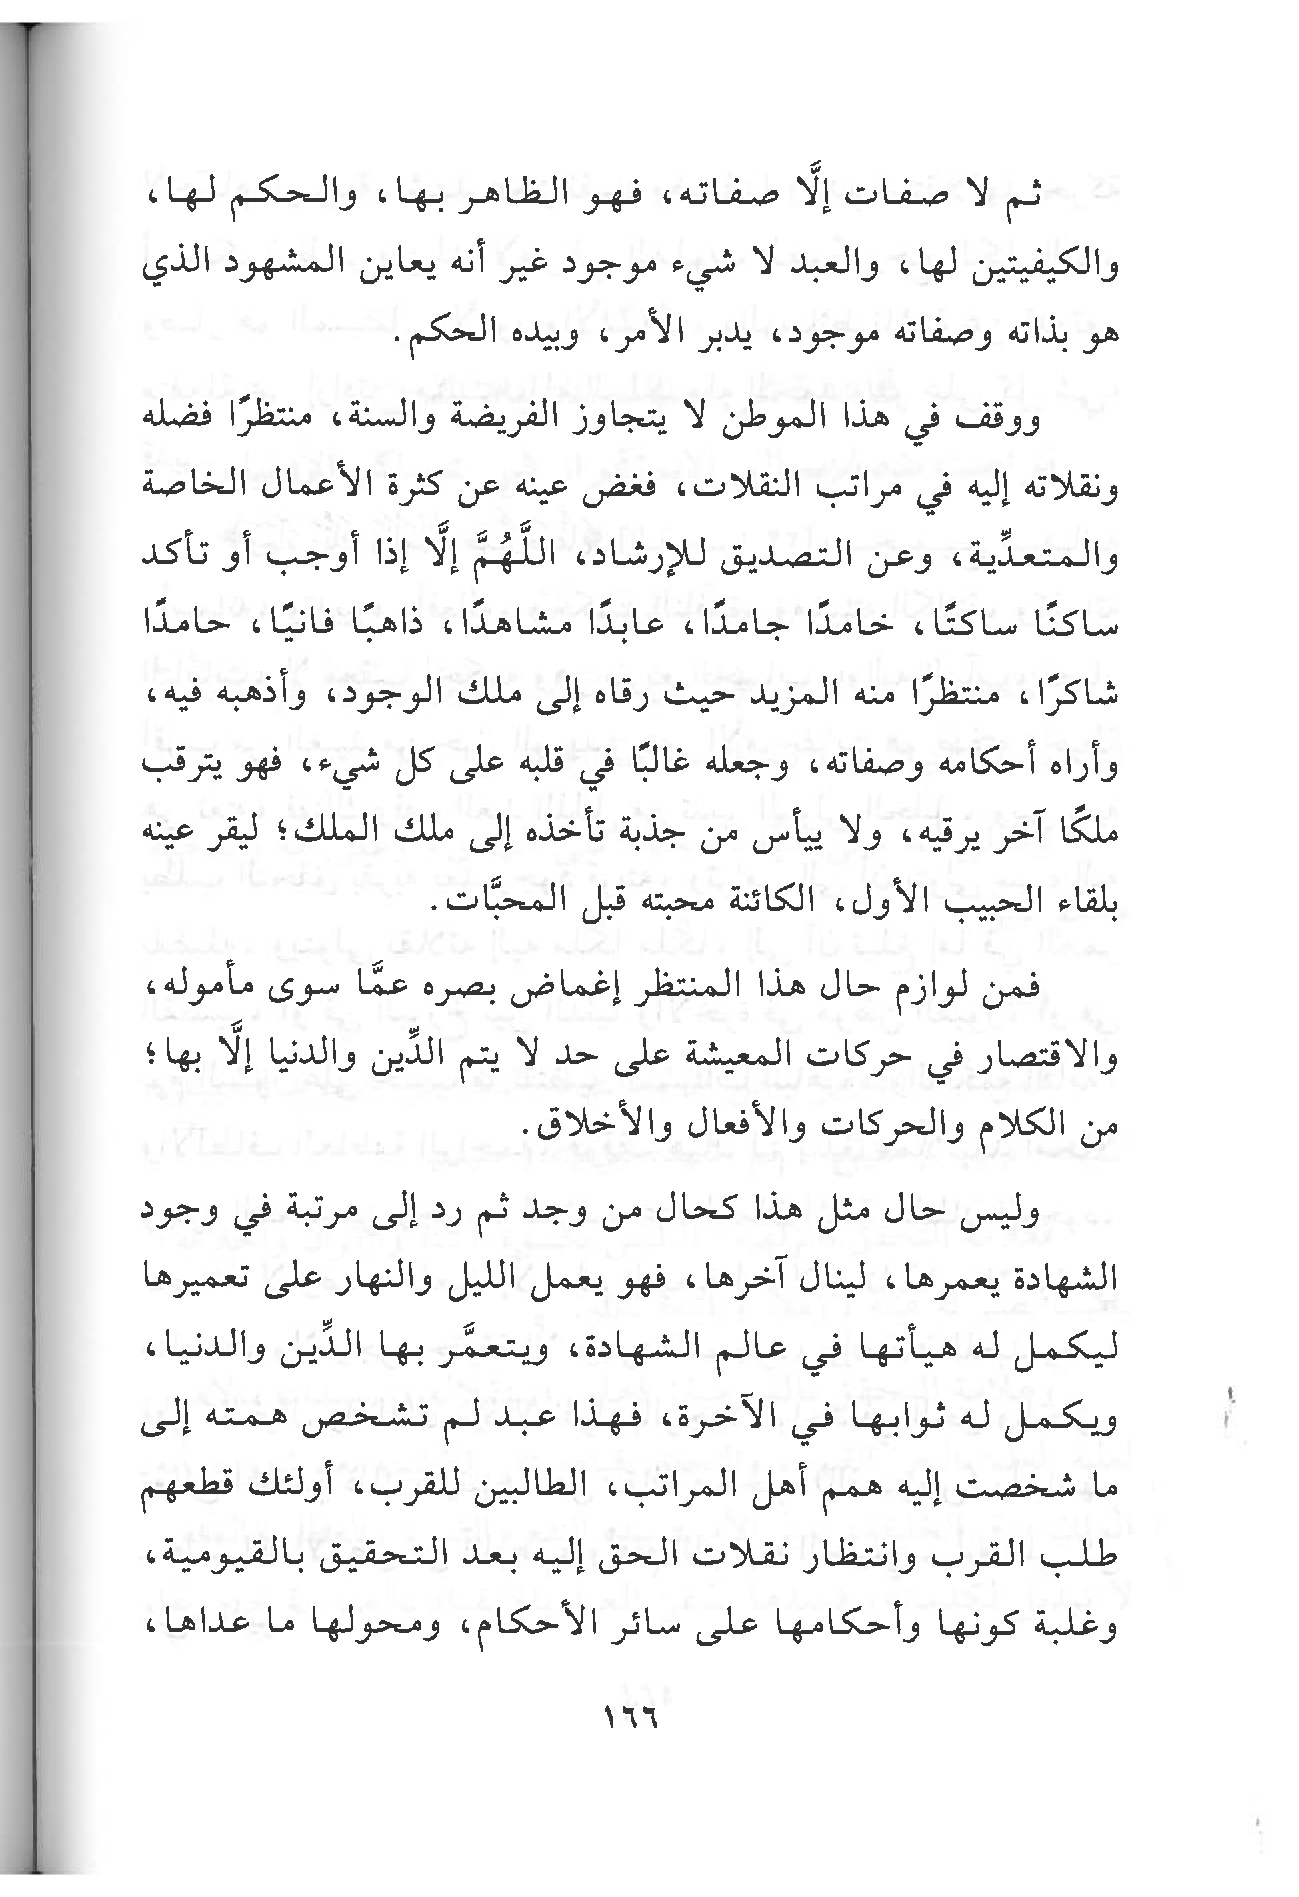 ثم لا صفات إلَّا صفاته، فهو الظاهر بها، والحكم لها،
والكيفيتين لها، والعبد لا شيء موجود غير أنه يعاين المشهود الذي
هو بذاته وصفاته موجود، يدبر الأمر، وبيده الحكم.
ووقف في هذا الموطن لا يتجاوز الفريضة والسنة، منتظرًا فضله
ونقلاته إليه في مراتب النقلات، فغض عينه عن كثرة الأعمال الخاصة
والمتعدِّية، وعن التصديق للإرشاد، اللَّهُمَّ إلَّا إذا أوجب أو تأكد
ساكنًا ساكتًا، خامدًا جامدًا، عابدًا مشاهدًا، ذاهبًا فانيًا، حامدًا
شاكرًا، منتظرًا منه المزيد حيث رقاه إلى ملك الوجود، وأذهبه فيه،
وأراه أحكامه وصفاته، وجعله غالبًا في قلبه على كل شيء، فهو يترقب
ملكًا آخر يرقيه، ولا ييأس من جذبة تأخذه إلى ملك الملك؛ ليقر عينه
بلقاء الحبيب الأول، الكائنة محبته قبل المحبَّات.
فمن لوازم حال هذا المنتظر إغماض بصره عمَّا سوى مأموله،
والاقتصار في حركات المعيشة على حد لا يتم الدِّين والدنيا إلَّا بها؛
من الكلام والحركات والأفعال والأخلاق.
وليس حال مثل هذا كحال من وجد ثم رد إلى مرتبة في وجود
الشهادة يعمرها، لينال آخرها، فهو يعمل الليل والنهار على تعميرها
ليكمل له هيأتها في عالم الشهادة، ويتعمَّر بها الدِّين والدنيا،
ويكمل له ثوابها في الآخرة، فهذا عبد لم تشخص همته إلى
ما شخصت إليه همم أهل المراتب، الطالبين للقرب، أولئك قطعهم
طلب القرب وانتظار نقلات الحق إليه بعد التحقيق بالقيومية،
وغلبة كونها وأحكامها على سائر الأحكام، ومحولها ما عداها،
١٦٦